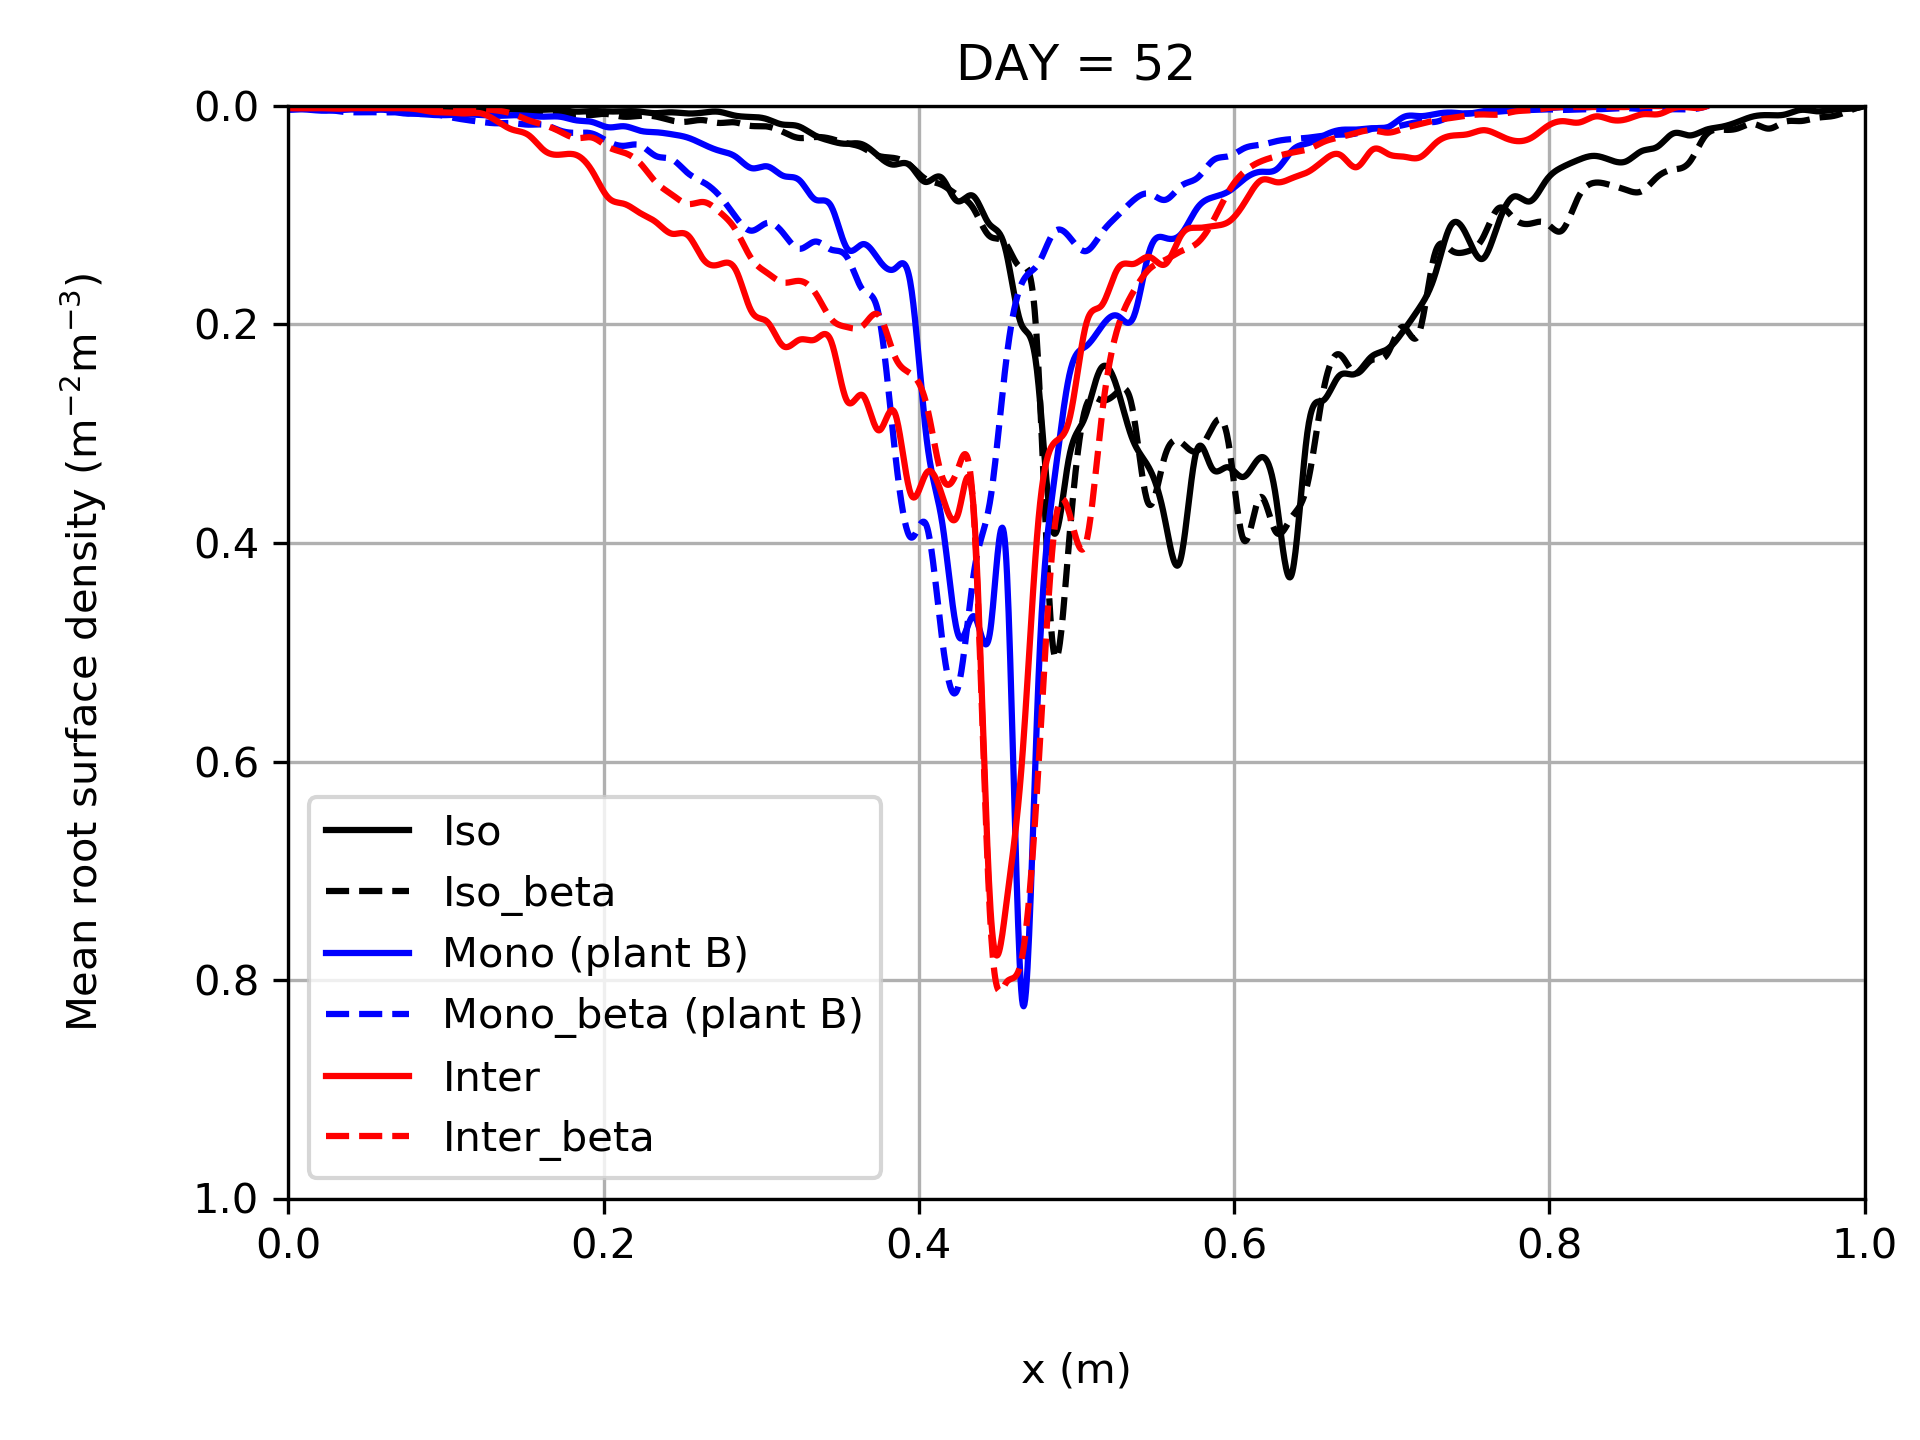 DAY = 52
Mean root surface density (m⁻²m⁻³)
0.0
0.2
0.4
0.6
0.8
1.0
Iso
Iso_beta
Mono (plant B)
Mono_beta (plant B)
Inter
Inter_beta
0.0 0.2 0.4 0.6 0.8 1.0
x (m)